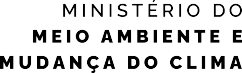 MINISTÉRIO DO
MEIO AMBIENTE E
MUDANÇA DO CLIMA